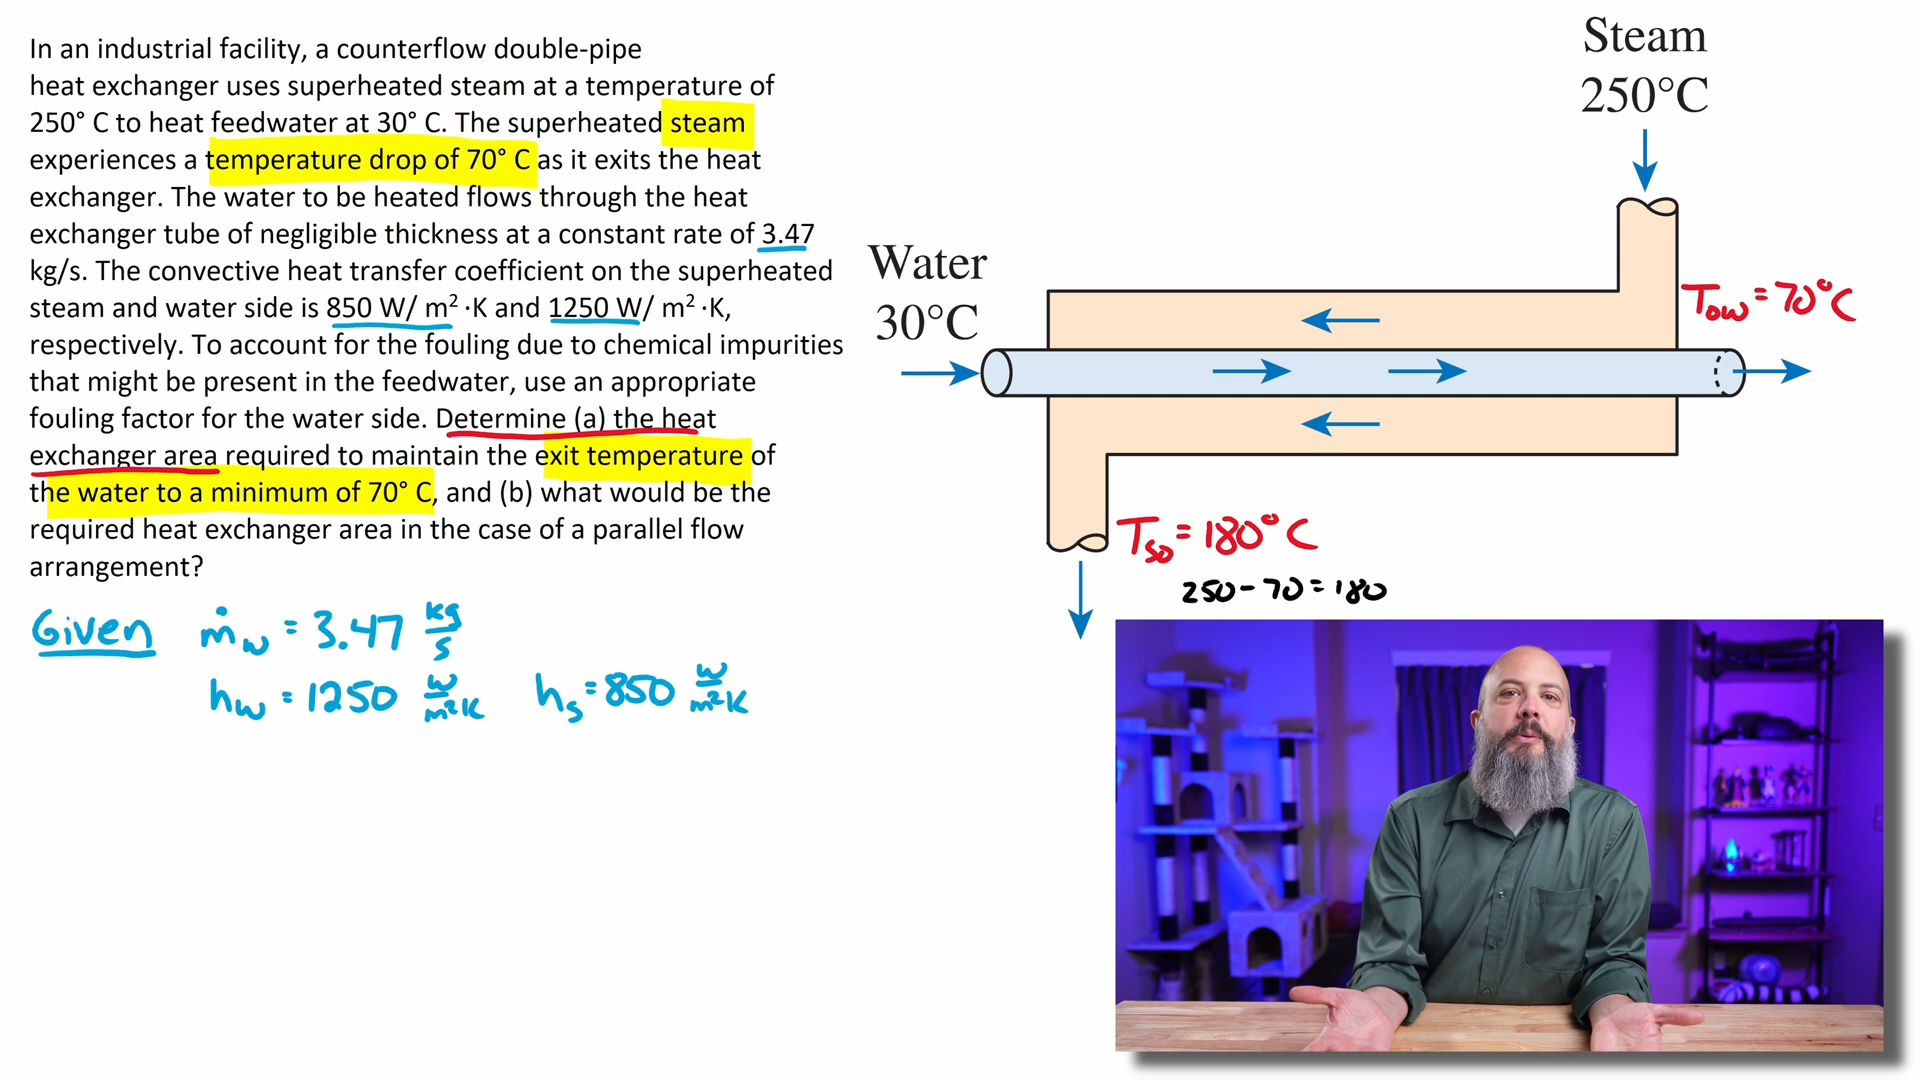 In an industrial facility, a counterflow double-pipe
heat exchanger uses superheated steam at a temperature of
250° C to heat feedwater at 30° C. The superheated steam
experiences a temperature drop of 70° C as it exits the heat
exchanger. The water to be heated flows through the heat
exchanger tube of negligible thickness at a constant rate of 3.47
kg/s. The convective heat transfer coefficient on the superheated
steam and water side is 850 W/ m² ·K and 1250 W/ m² ·K,
respectively. To account for the fouling due to chemical impurities
that might be present in the feedwater, use an appropriate
fouling factor for the water side. Determine (a) the heat
exchanger area required to maintain the exit temperature of
the water to a minimum of 70° C, and (b) what would be the
required heat exchanger area in the case of a parallel flow
arrangement?
Given ṁw = 3.47 kg/s
hw = 1250 W/m²K hs = 850 W/m²K
Steam
250°C
Water
30°C
Tow = 70°C
Tso = 180°C
250 - 70 = 180